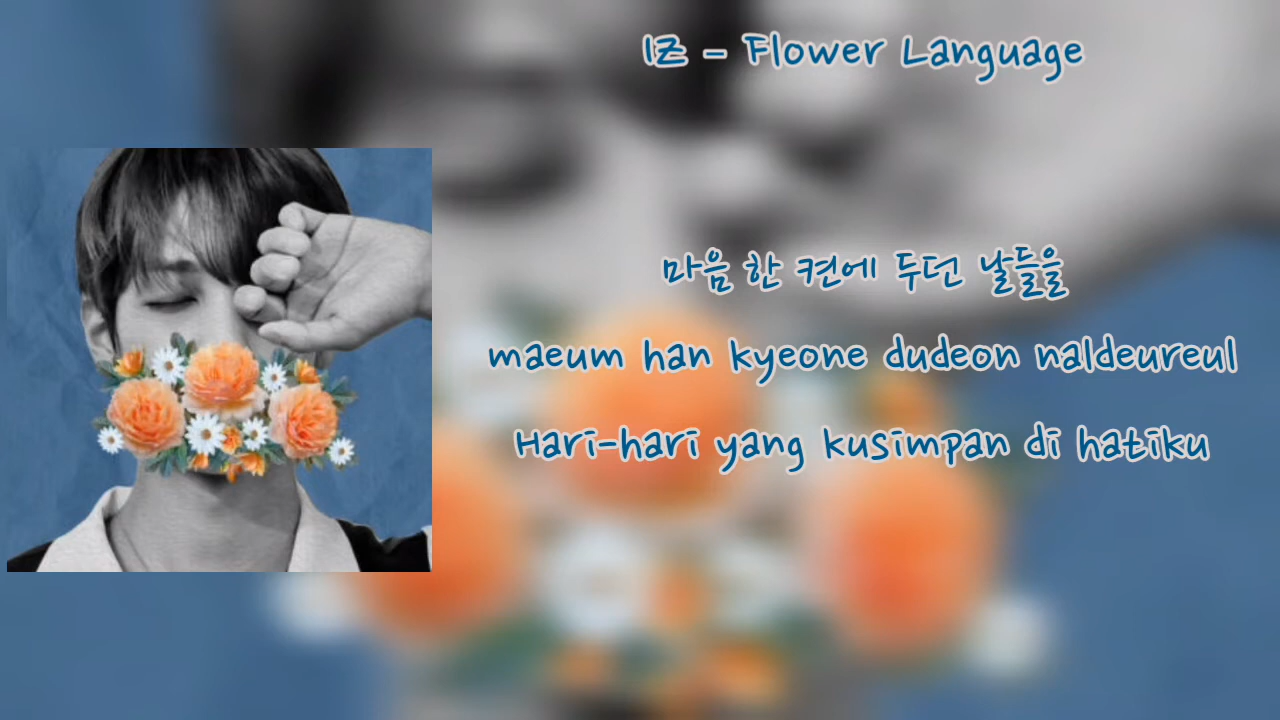 IZ - Flower Language
마음 한 켠에 두던 날들을
maeum han kyeone dudeon naldeureul
Hari-hari yang kusimpan di hatiku